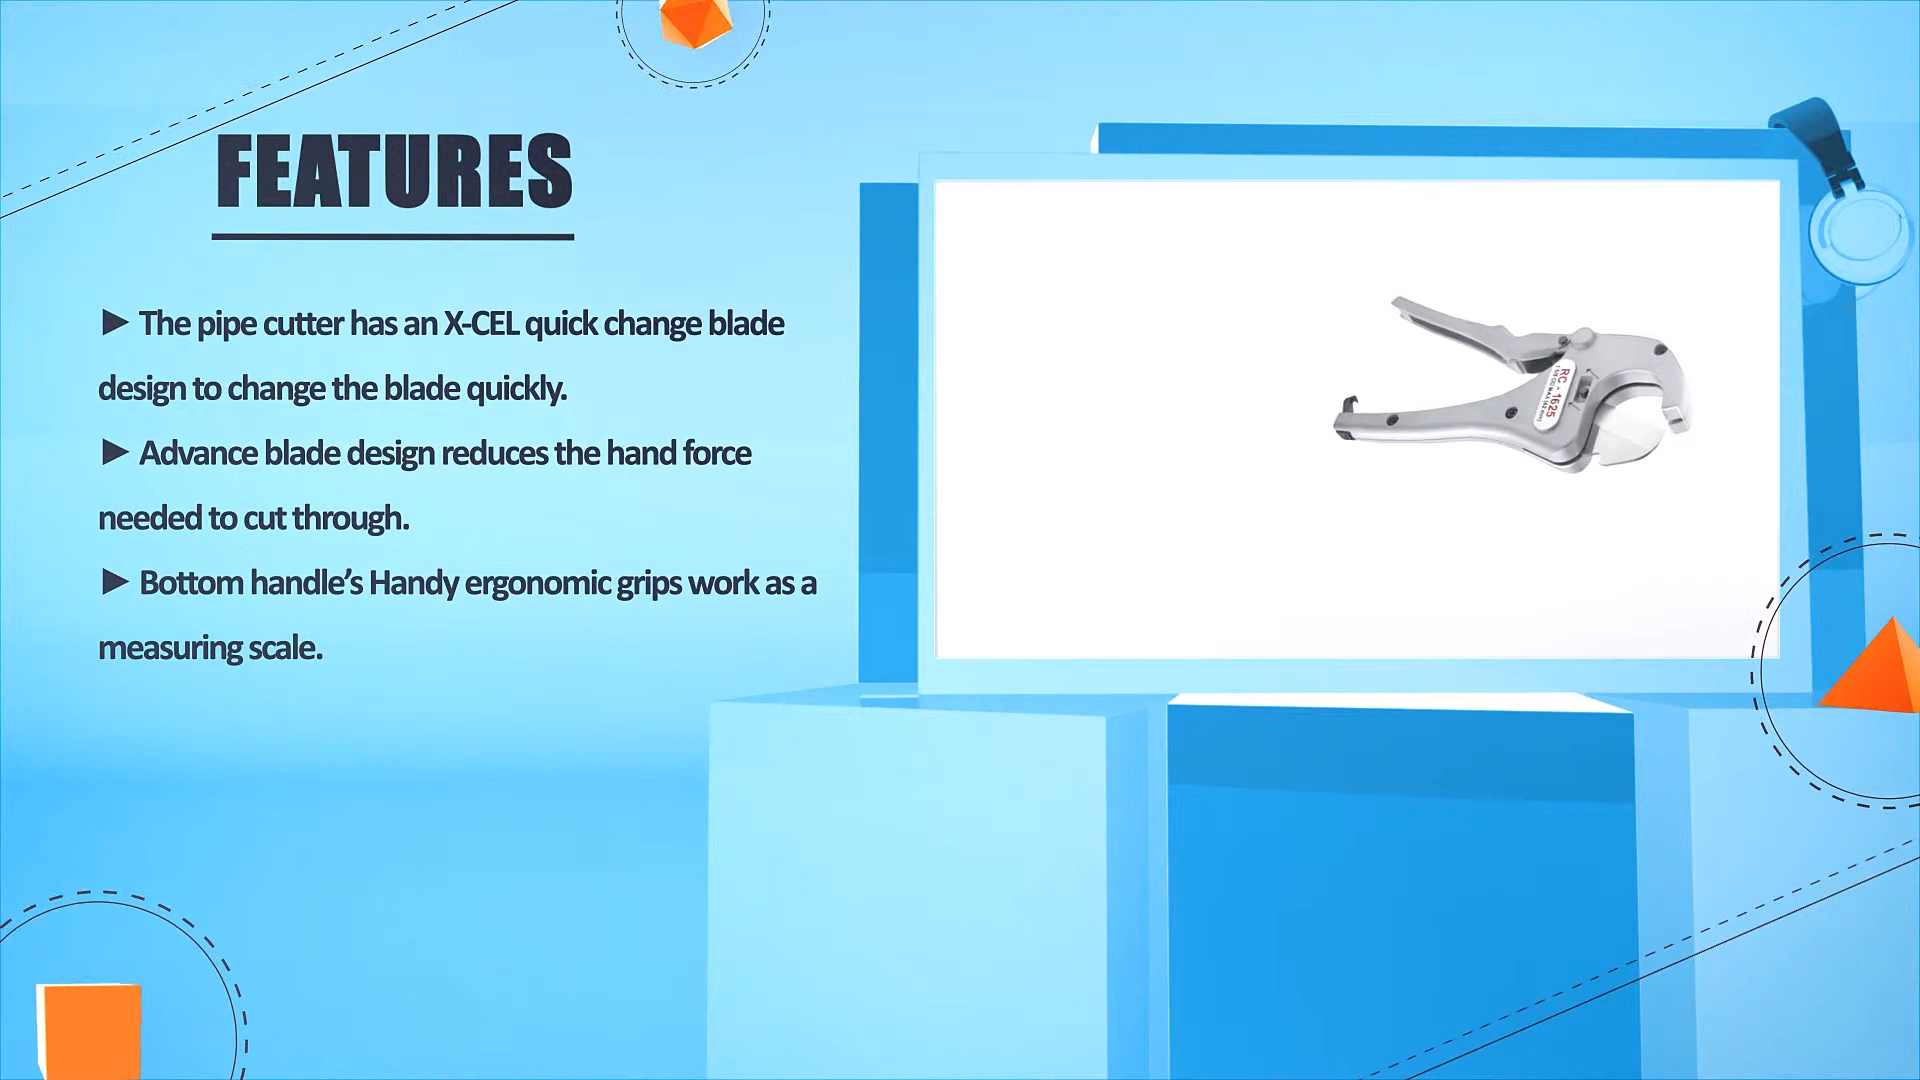 FEATURES
► The pipe cutter has an X-CEL quick change blade
design to change the blade quickly.
► Advance blade design reduces the hand force
needed to cut through.
► Bottom handle’s Handy ergonomic grips work as a
measuring scale.
RC - 1625